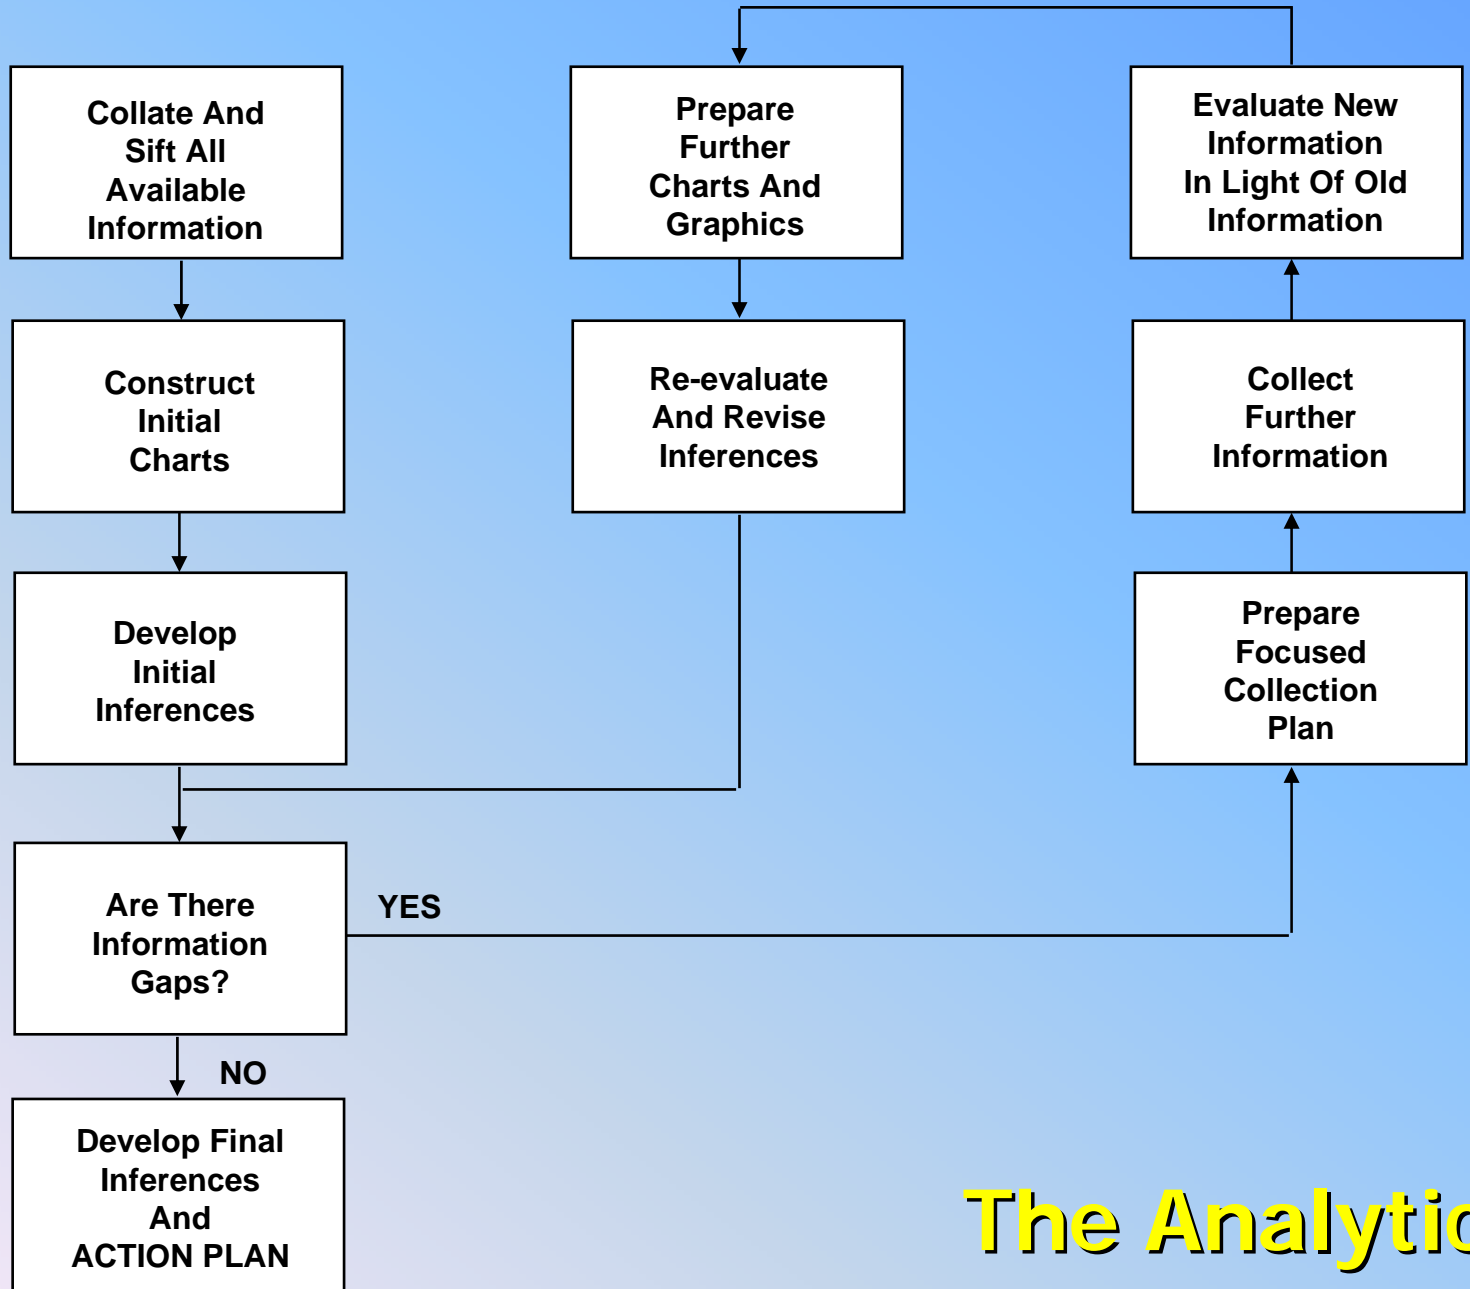 Collate And
Sift All
Available
Information
Construct
Initial
Charts
Develop
Initial
Inferences
Are There
Information
Gaps?
YES
NO
Develop Final
Inferences
And
ACTION PLAN
Prepare
Further
Charts And
Graphics
Re-evaluate
And Revise
Inferences
Evaluate New
Information
In Light Of Old
Information
Collect
Further
Information
Prepare
Focused
Collection
Plan
The Analytic